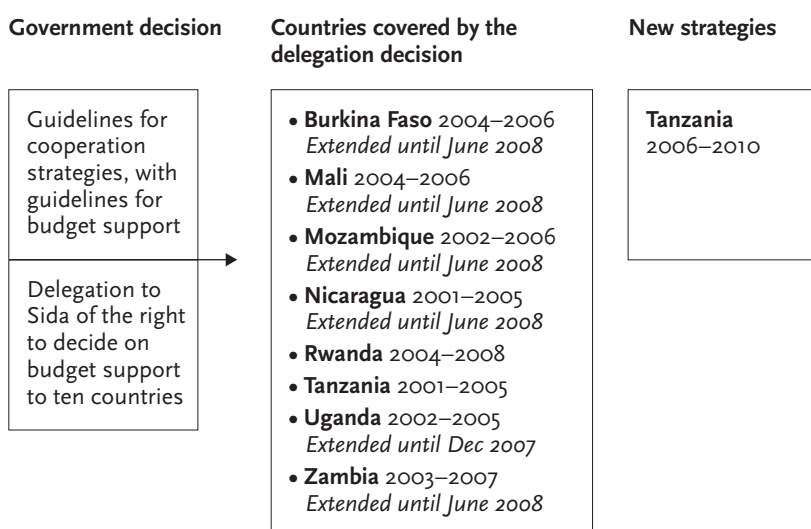 Government decision
Guidelines for
cooperation
strategies, with
guidelines for
budget support
Delegation to
Sida of the right
to decide on
budget support
to ten countries
Countries covered by the
delegation decision
• Burkina Faso 2004–2006
Extended until June 2008
• Mali 2004–2006
Extended until June 2008
• Mozambique 2002–2006
Extended until June 2008
• Nicaragua 2001–2005
Extended until June 2008
• Rwanda 2004–2008
• Tanzania 2001–2005
• Uganda 2002–2005
Extended until Dec 2007
• Zambia 2003–2007
Extended until June 2008
New strategies
Tanzania
2006–2010